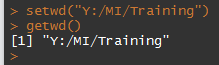 > setwd("Y:/MI/Training")
> getwd()
[1] "Y:/MI/Training"
>